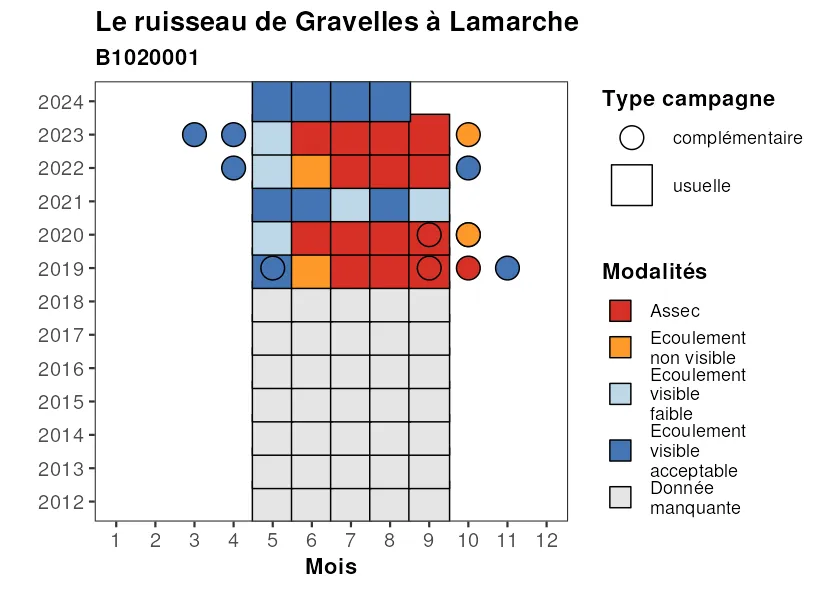 Le ruisseau de Gravelles à Lamarche
B1020001
2024
2023
2022
2021
2020
2019
2018
2017
2016
2015
2014
2013
2012
1 2 3 4 5 6 7 8 9 10 11 12
Mois
Type campagne
complémentaire
usuelle
Modalités
Assec
Ecoulement
non visible
Ecoulement
visible
faible
Ecoulement
visible
acceptable
Donnée
manquante